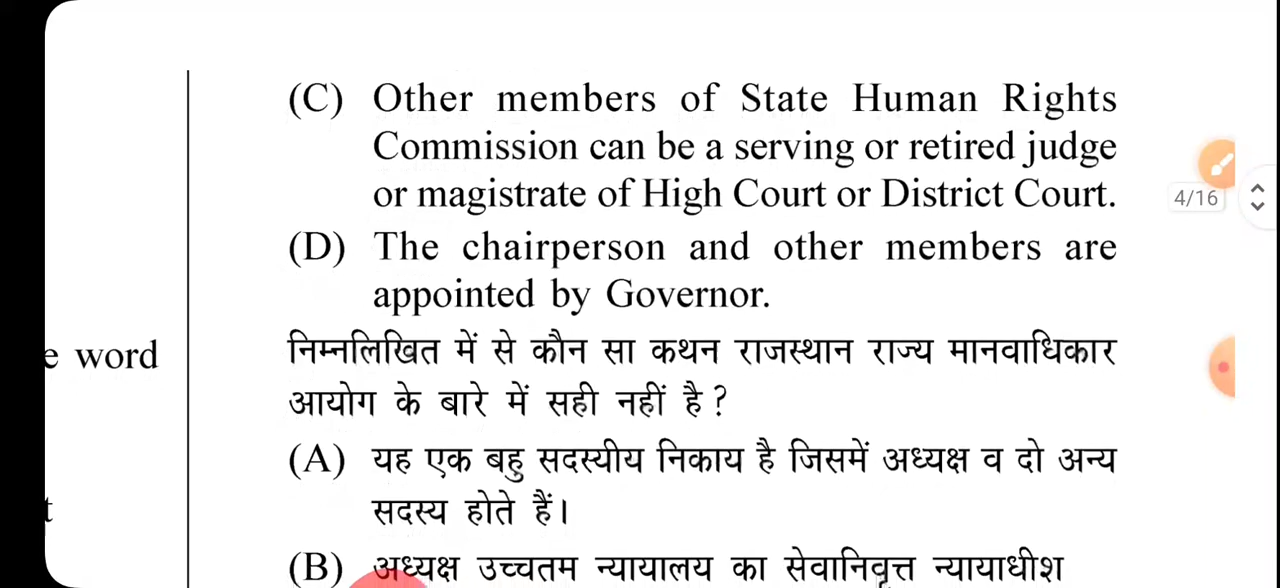 (C) Other members of State Human Rights
Commission can be a serving or retired judge
or magistrate of High Court or District Court.
4/16
(D) The chairperson and other members are
appointed by Governor.
e word
निम्नलिखित में से कौन सा कथन राजस्थान राज्य मानवाधिकार
आयोग के बारे में सही नहीं है ?
(A) यह एक बहु सदस्यीय निकाय है जिसमें अध्यक्ष व दो अन्य
सदस्य होते हैं।
t
(B) अध्यक्ष उच्चतम न्यायालय का सेवानिवृत्त न्यायाधीश